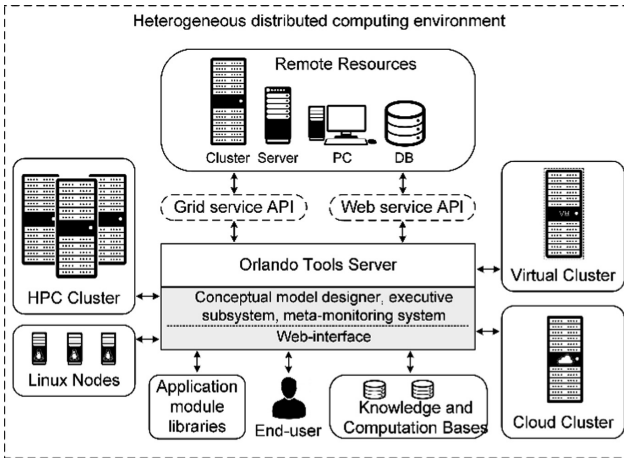 Heterogeneous distributed computing environment
Remote Resources
Cluster Server PC DB
Grid service API
Web service API
Orlando Tools Server
Conceptual model designer, executive
subsystem, meta-monitoring system
Web-interface
HPC Cluster
Linux Nodes
Virtual Cluster
Cloud Cluster
Application
module
libraries
End-user
Knowledge and
Computation Bases